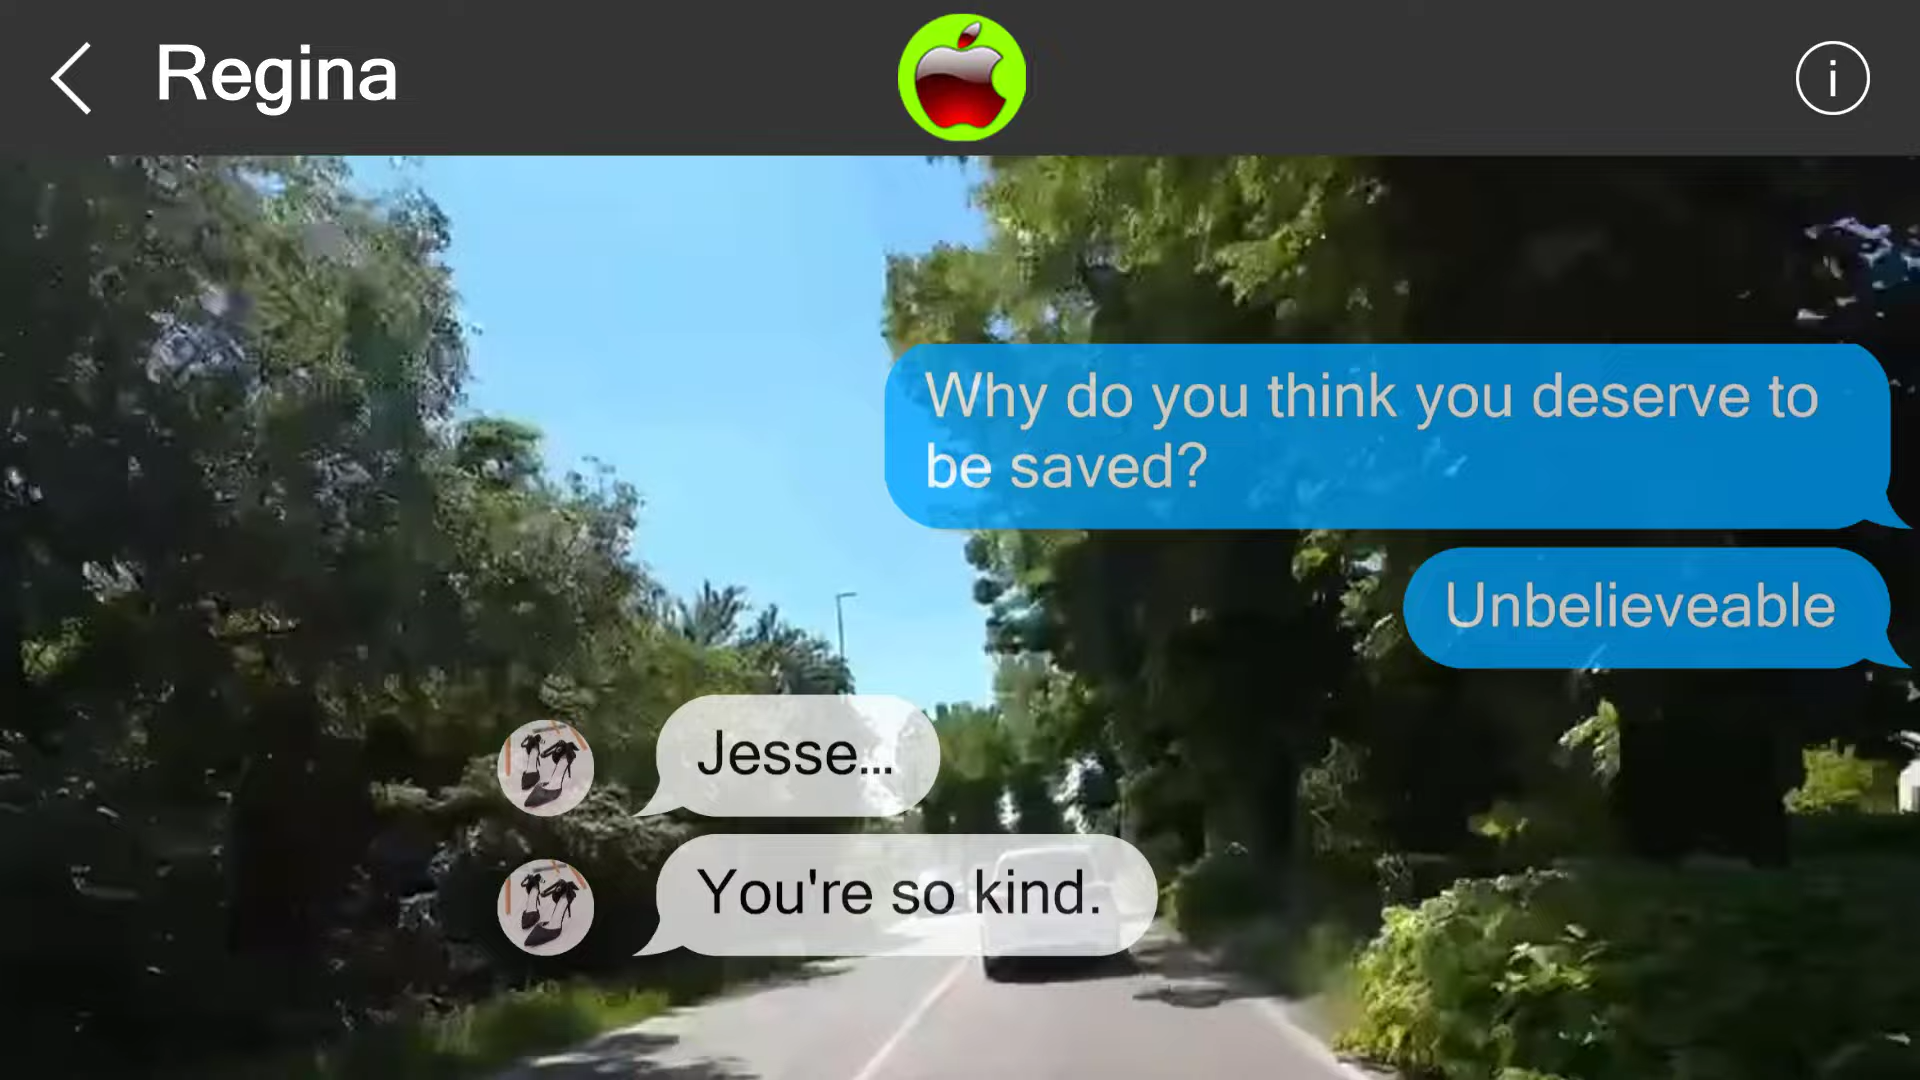 Regina
i
Why do you think you deserve to
be saved?
Unbelieveable
Jesse...
You're so kind.